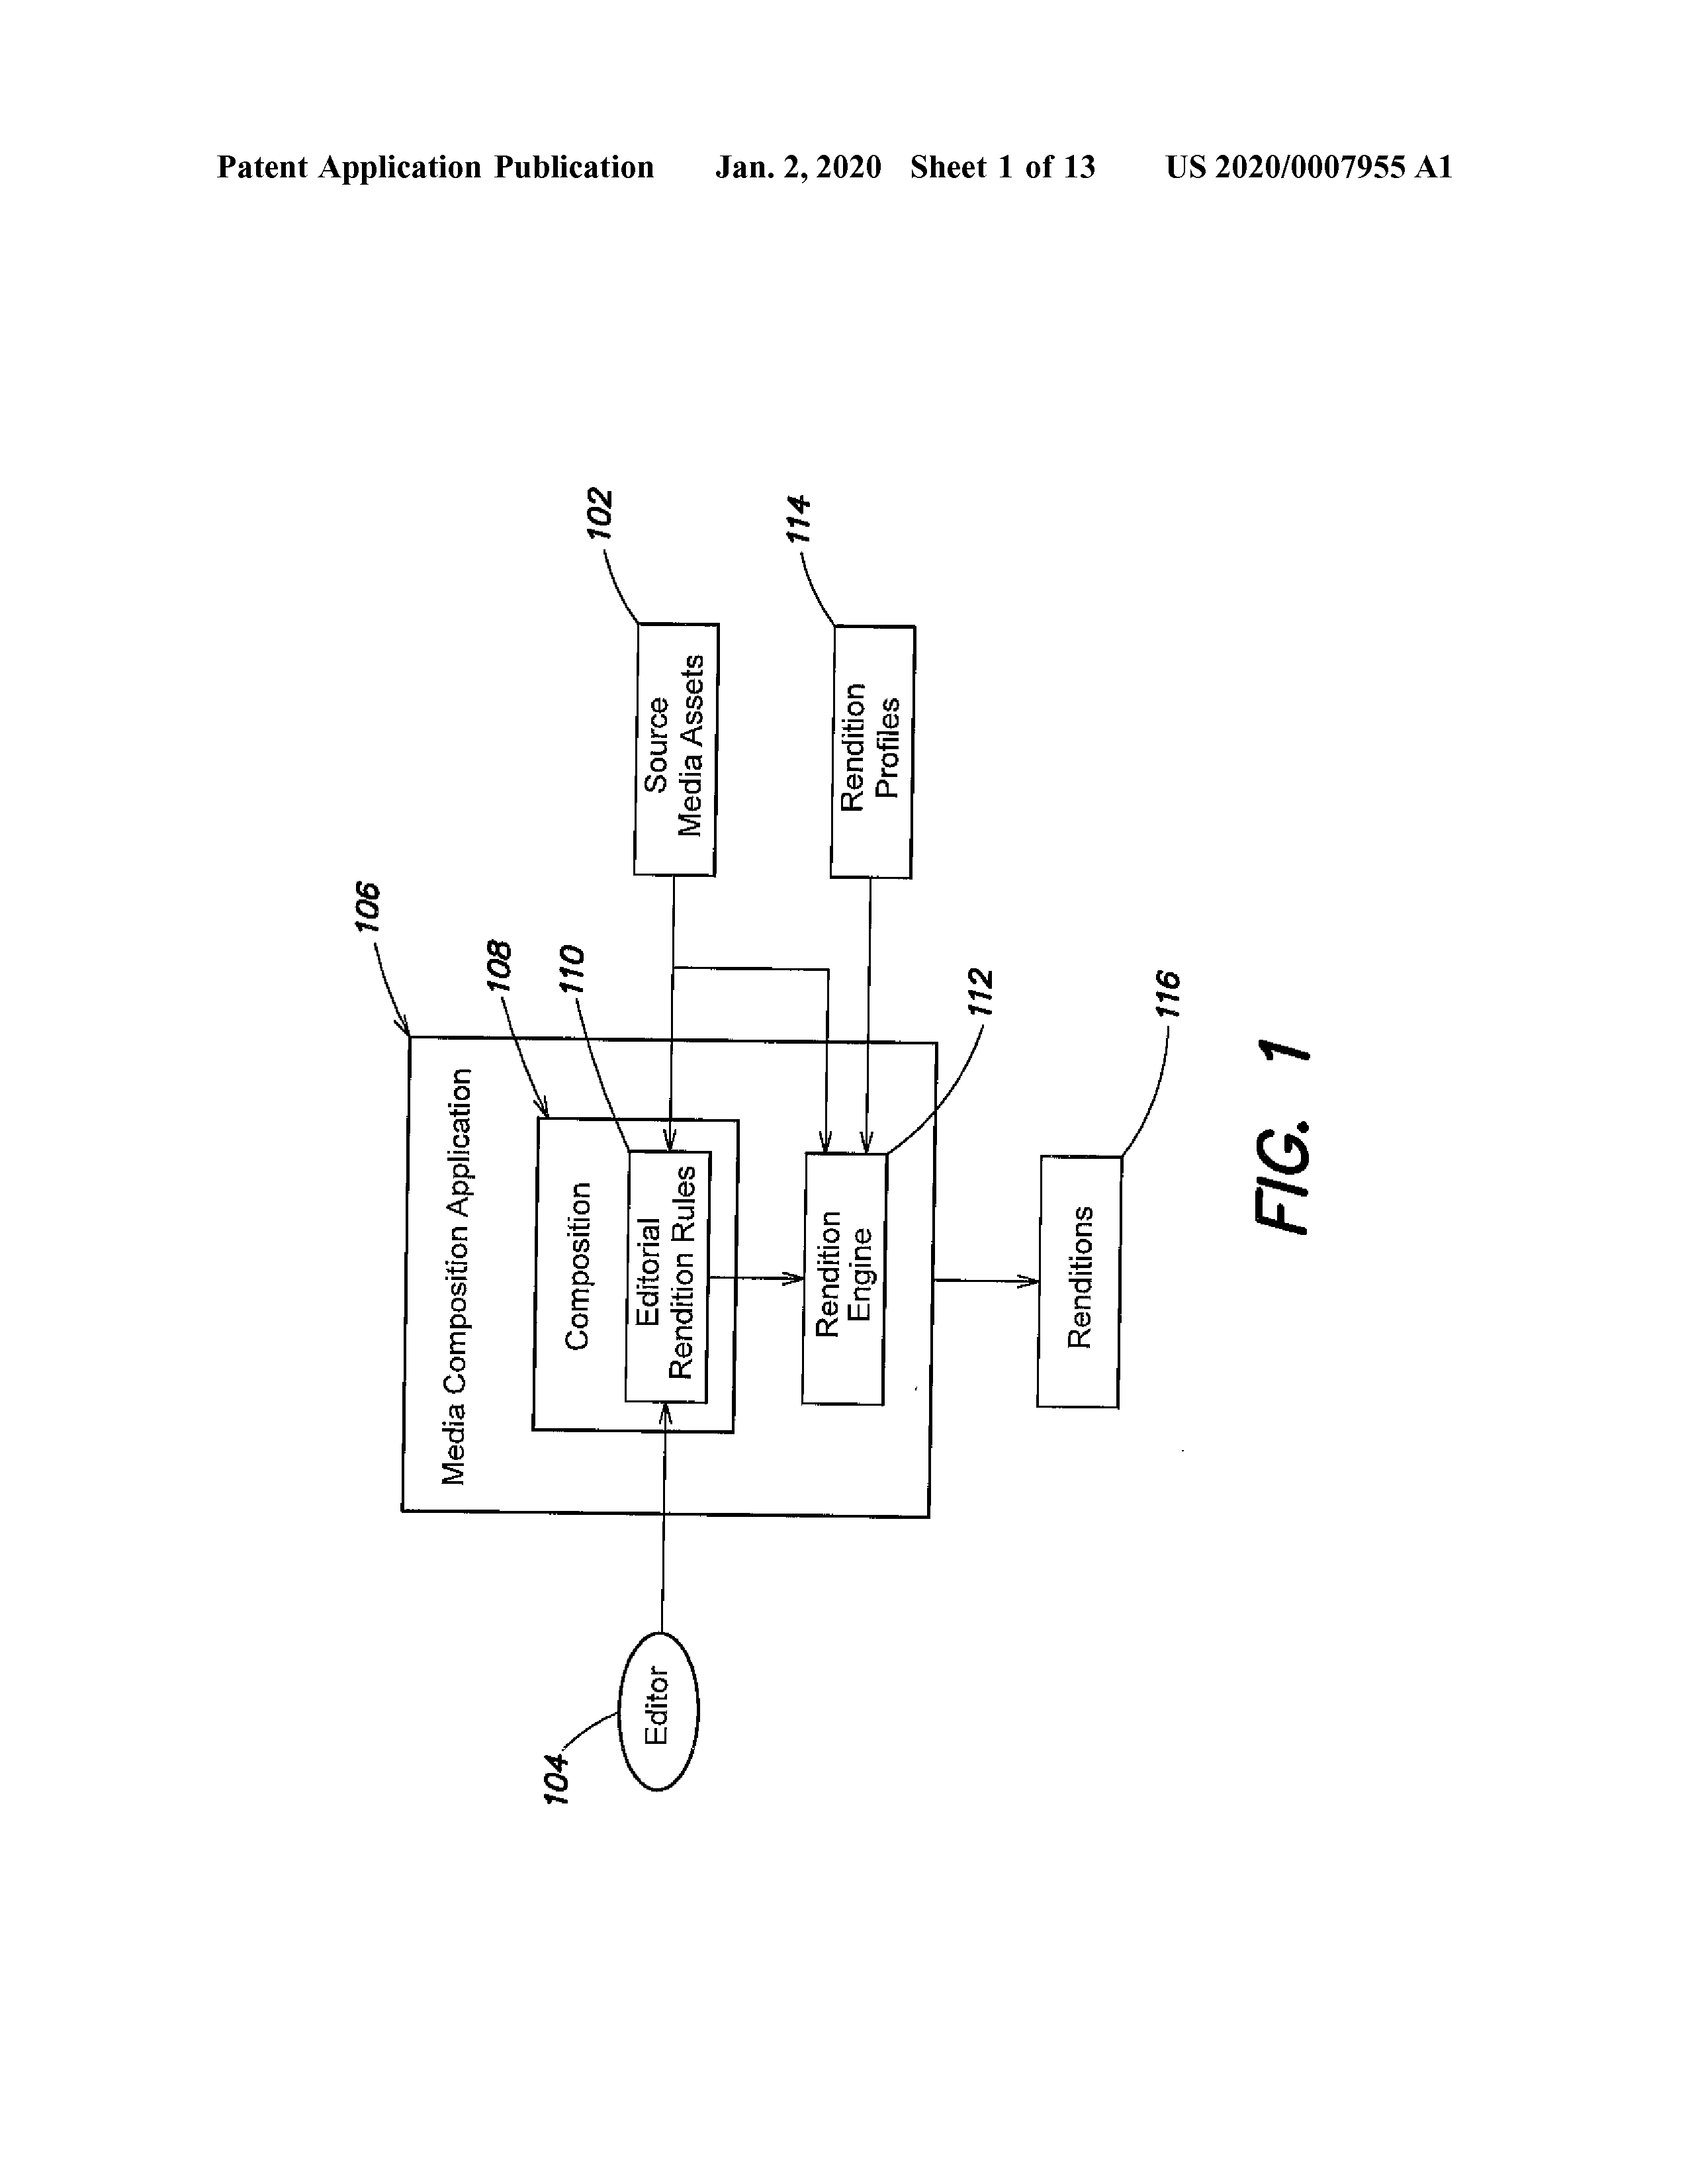 Patent Application Publication Jan. 2, 2020 Sheet 1 of 13 US 2020/0007955 A1
106
Media Composition Application
108
Composition
110
Editorial
Rendition Rules
102
Source
Media Assets
104
Editor
114
Rendition
Profiles
112
Rendition
Engine
116
Renditions
FIG. 1